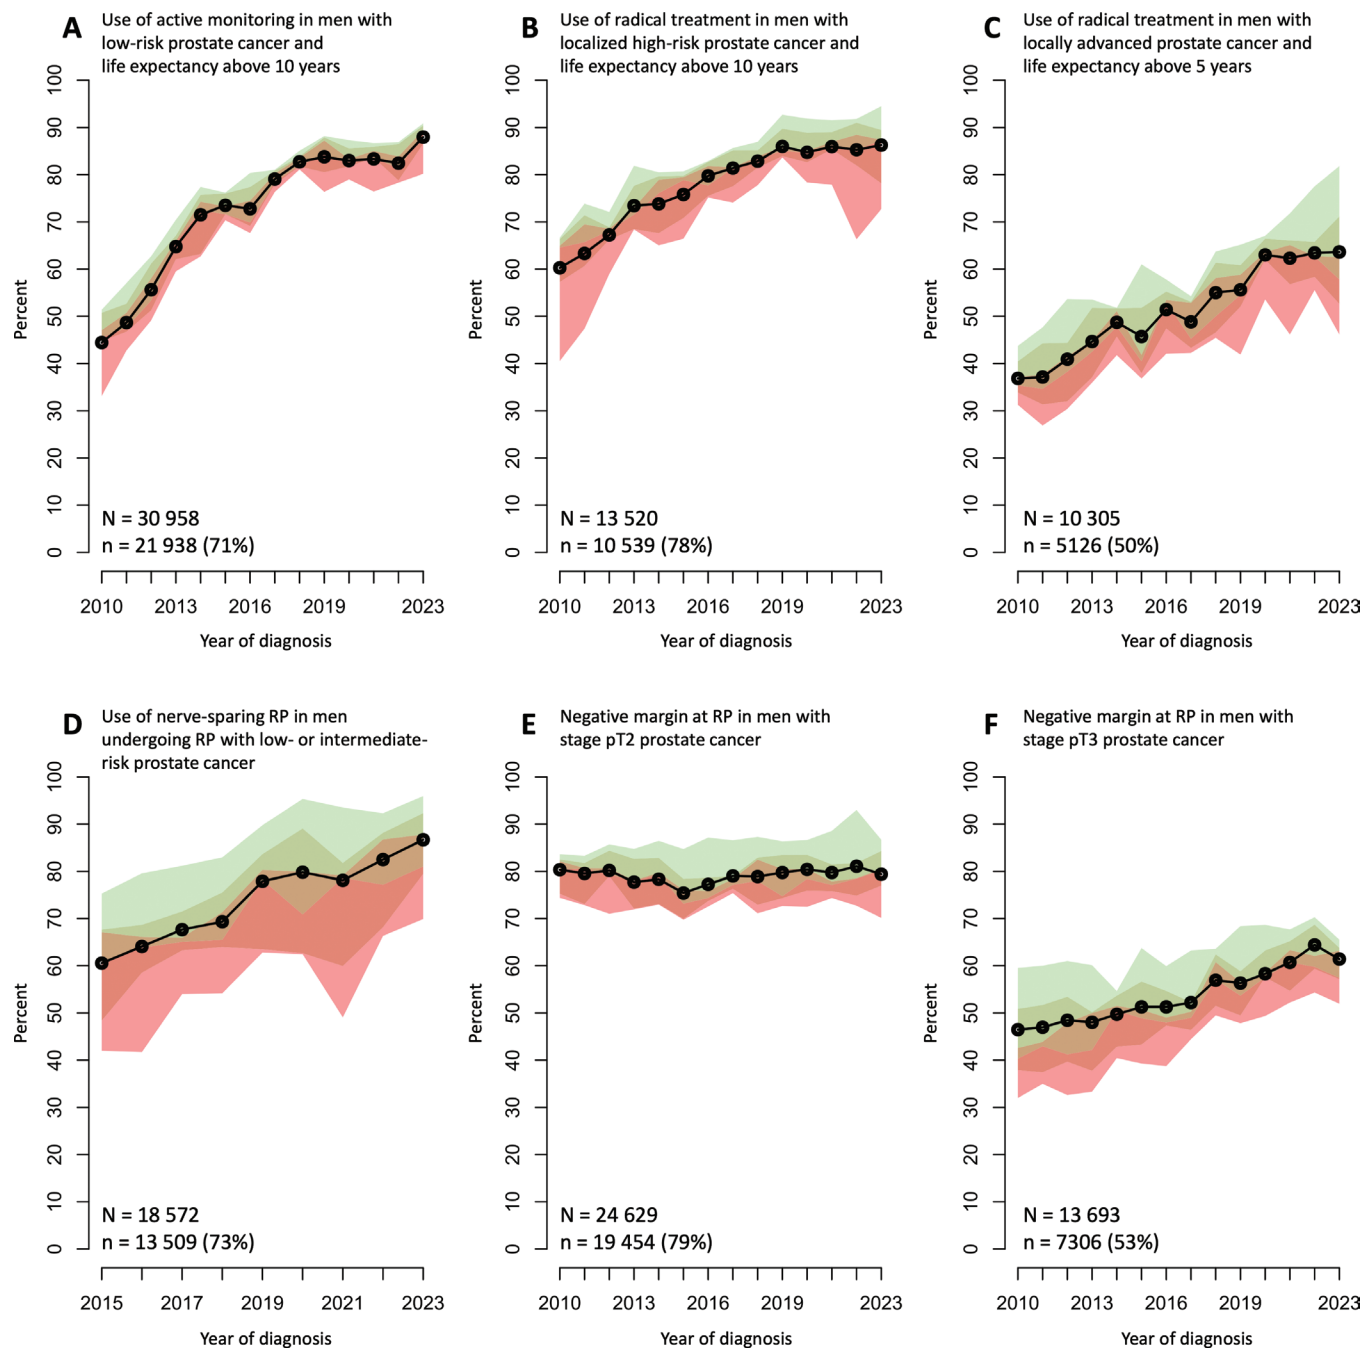 A
Use of active monitoring in men with
low-risk prostate cancer and
life expectancy above 10 years
Percent
100
90
80
70
60
50
40
30
20
10
0
N = 30 958
n = 21 938 (71%)
2010 2013 2016 2019 2023
Year of diagnosis
B
Use of radical treatment in men with
localized high-risk prostate cancer and
life expectancy above 10 years
Percent
100
90
80
70
60
50
40
30
20
10
0
N = 13 520
n = 10 539 (78%)
2010 2013 2016 2019 2023
Year of diagnosis
C
Use of radical treatment in men with
locally advanced prostate cancer and
life expectancy above 5 years
Percent
100
90
80
70
60
50
40
30
20
10
0
N = 10 305
n = 5126 (50%)
2010 2013 2016 2019 2023
Year of diagnosis
D
Use of nerve-sparing RP in men
undergoing RP with low- or intermediate-
risk prostate cancer
Percent
100
90
80
70
60
50
40
30
20
10
0
N = 18 572
n = 13 509 (73%)
2015 2017 2019 2021 2023
Year of diagnosis
E
Negative margin at RP in men with
stage pT2 prostate cancer
Percent
100
90
80
70
60
50
40
30
20
10
0
N = 24 629
n = 19 454 (79%)
2010 2013 2016 2019 2023
Year of diagnosis
F
Negative margin at RP in men with
stage pT3 prostate cancer
Percent
100
90
80
70
60
50
40
30
20
10
0
N = 13 693
n = 7306 (53%)
2010 2013 2016 2019 2023
Year of diagnosis